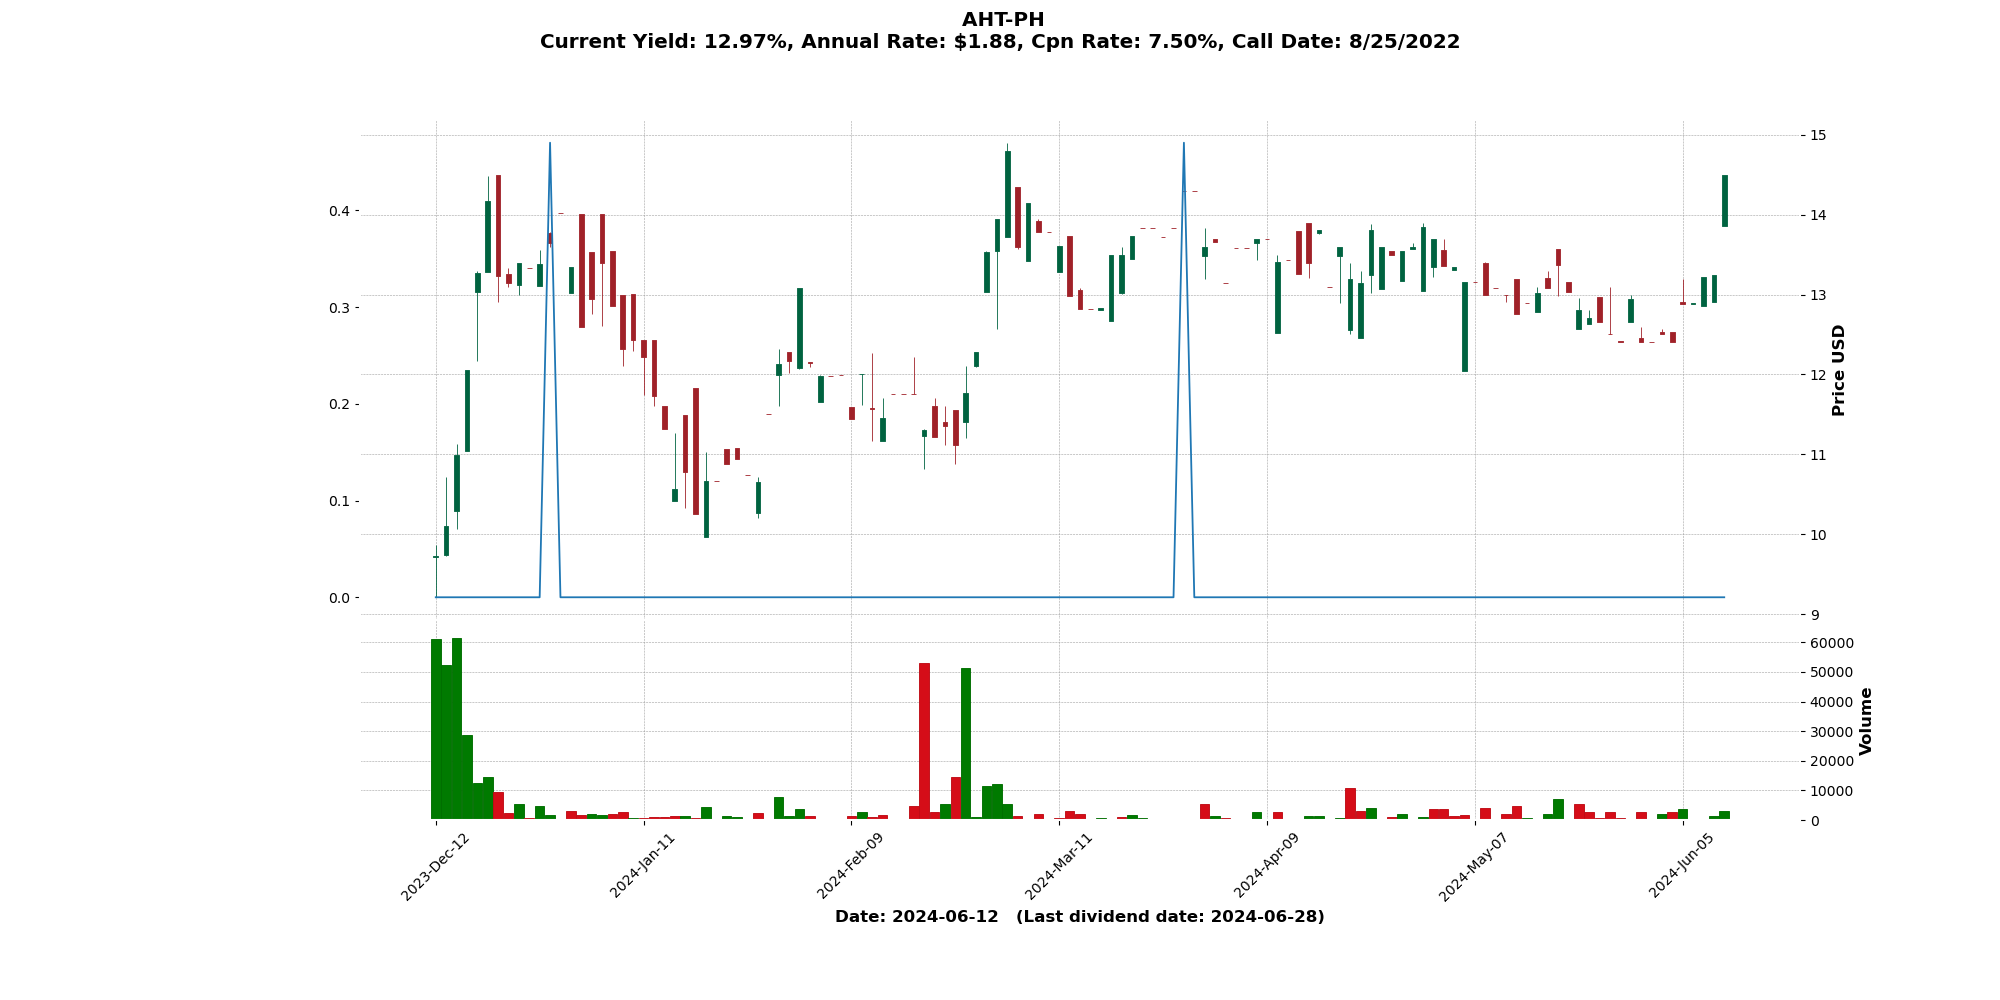 AHT-PH
Current Yield: 12.97%, Annual Rate: $1.88, Cpn Rate: 7.50%, Call Date: 8/25/2022
0.4
0.3
0.2
0.1
0.0
15
14
13
12
11
10
9
Price USD
60000
50000
40000
30000
20000
10000
0
Volume
2023-Dec-12
2024-Jan-11
2024-Feb-09
2024-Mar-11
2024-Apr-09
2024-May-07
2024-Jun-05
Date: 2024-06-12 (Last dividend date: 2024-06-28)